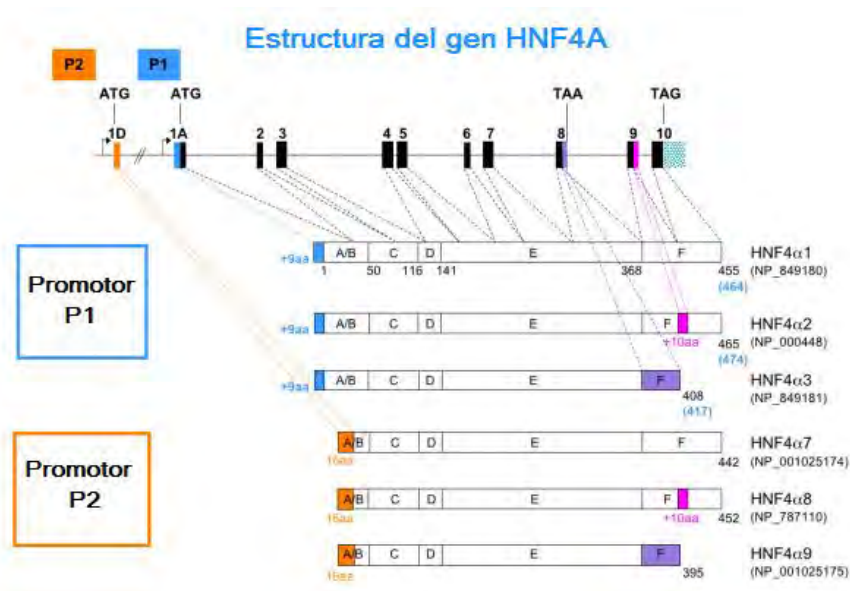 Estructura del gen HNF4A
P2 P1
ATG ATG TAA TAG
1D 1A 2 3 4 5 6 7 8 9 10
Promotor
P1
+9aa A/B C D E F HNF4α1
1 50 116 141 368 455 (NP_849180)
(464)
+9aa A/B C D E F HNF4α2
+10aa 465 (NP_000448)
(474)
+9aa A/B C D E F HNF4α3
408 (NP_849181)
(417)
Promotor
P2
A/B C D E F HNF4α7
16aa 442 (NP_001025174)
A/B C D E F HNF4α8
16aa +10aa 452 (NP_787110)
A/B C D E F HNF4α9
16aa 395 (NP_001025175)